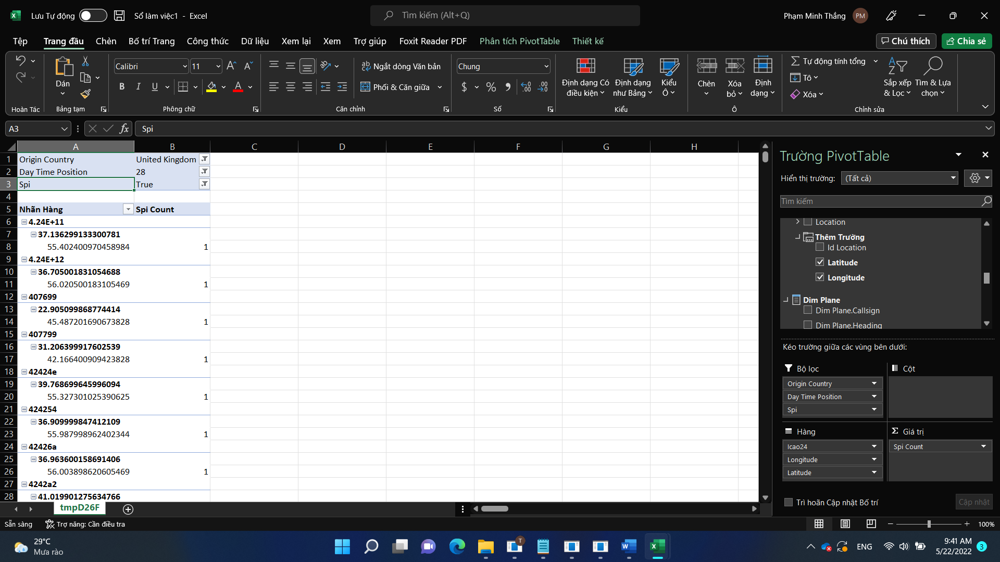 Lưu Tự động
Sổ làm việc1 - Excel
Tìm kiếm (Alt+Q)
Phạm Minh Thắng
PM
Tệp Trang đầu Chèn Bố trí Trang Công thức Dữ liệu Xem lại Xem Trợ giúp Foxit Reader PDF Phân tích PivotTable Thiết kế
Chú thích
Chia sẻ
Hoàn Tác
Dán
Bảng tạm
Calibri 11
B I U
Phông chữ
Ngắt dòng Văn bản
Phối & Căn giữa
Căn chỉnh
Chung
$ % ,
Số
Định dạng Có điều kiện
Định dạng như Bảng
Kiểu Ô
Kiểu
Chèn
Xóa bỏ
Định dạng
Ô
Tự động tính tổng
Tô
Xóa
Sắp xếp & Lọc
Tìm & Lựa chọn
Chỉnh sửa
A3
fx
Spi
A B C D E F G H
1 Origin Country United Kingdom
2 Day Time Position 28
3 Spi True
4
5 Nhãn Hàng Spi Count
6 4.24E+11
7 37.136299133300781
8 55.402400970458984 1
9 4.24E+12
10 36.705001831054688
11 56.020500183105469 1
12 407699
13 22.905099868774414
14 45.487201690673828 1
15 407799
16 31.206399917602539
17 42.166400909423828 1
18 42424e
19 39.768699645996094
20 55.327301025390625 1
21 424254
22 36.909999847412109
23 55.987998962402344 1
24 42426a
25 36.963600158691406
26 56.003898620605469 1
27 4242a2
28 41.019901275634766
Trường PivotTable
Hiển thị trường: (Tất cả)
Tìm kiếm
Location
Thêm Trường
Id Location
Latitude
Longitude
Dim Plane
Dim Plane.Callsign
Dim Plane.Heading
Kéo trường giữa các vùng bên dưới:
Bộ lọc
Origin Country
Day Time Position
Spi
Cột
Hàng
Icao24
Longitude
Latitude
Giá trị
Spi Count
Trì hoãn Cập nhật Bố trí
Cập nhật
tmpD26F
Sẵn sàng
Trợ năng: Cần điều tra
100%
29°C
Mưa rào
T
ENG
9:41 AM
5/22/2022
3